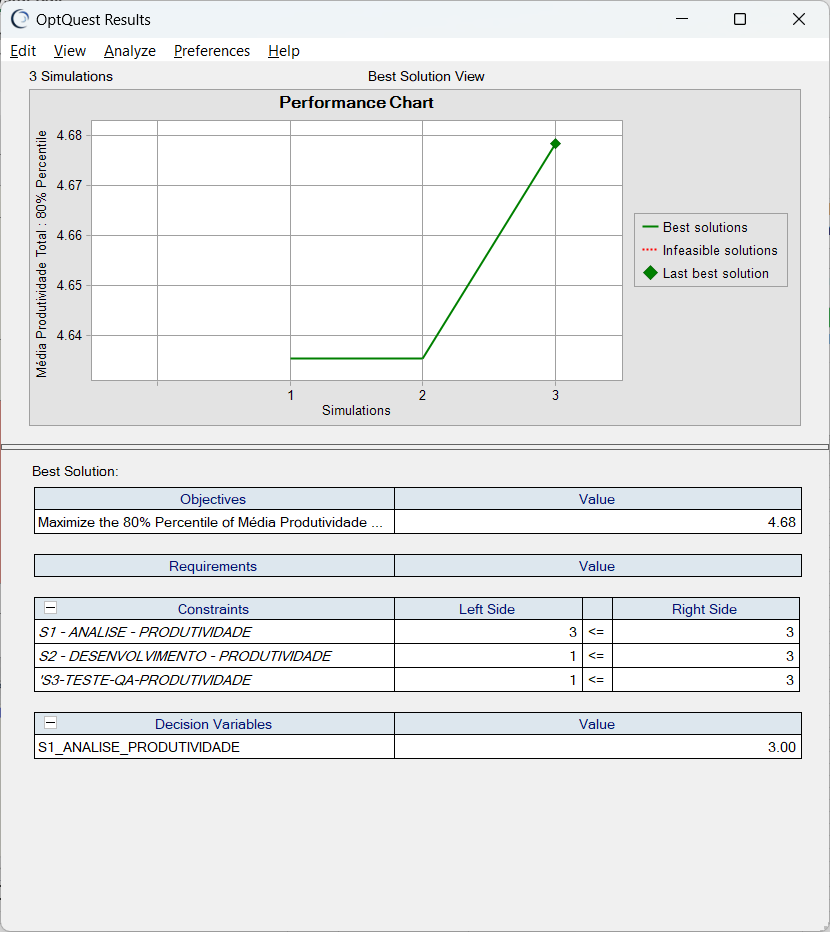 OptQuest Results
Edit View Analyze Preferences Help
3 Simulations Best Solution View
Performance Chart
Média Produtividade Total : 80% Percentile
4.68
4.67
4.66
4.65
4.64
1 2 3
Simulations
Best solutions
Infeasible solutions
Last best solution
Best Solution:
Objectives Value
Maximize the 80% Percentile of Média Produtividade ... 4.68
Requirements Value
Constraints Left Side Right Side
S1 - ANALISE - PRODUTIVIDADE 3 <= 3
S2 - DESENVOLVIMENTO - PRODUTIVIDADE 1 <= 3
'S3-TESTE-QA-PRODUTIVIDADE 1 <= 3
Decision Variables Value
S1_ANALISE_PRODUTIVIDADE 3.00